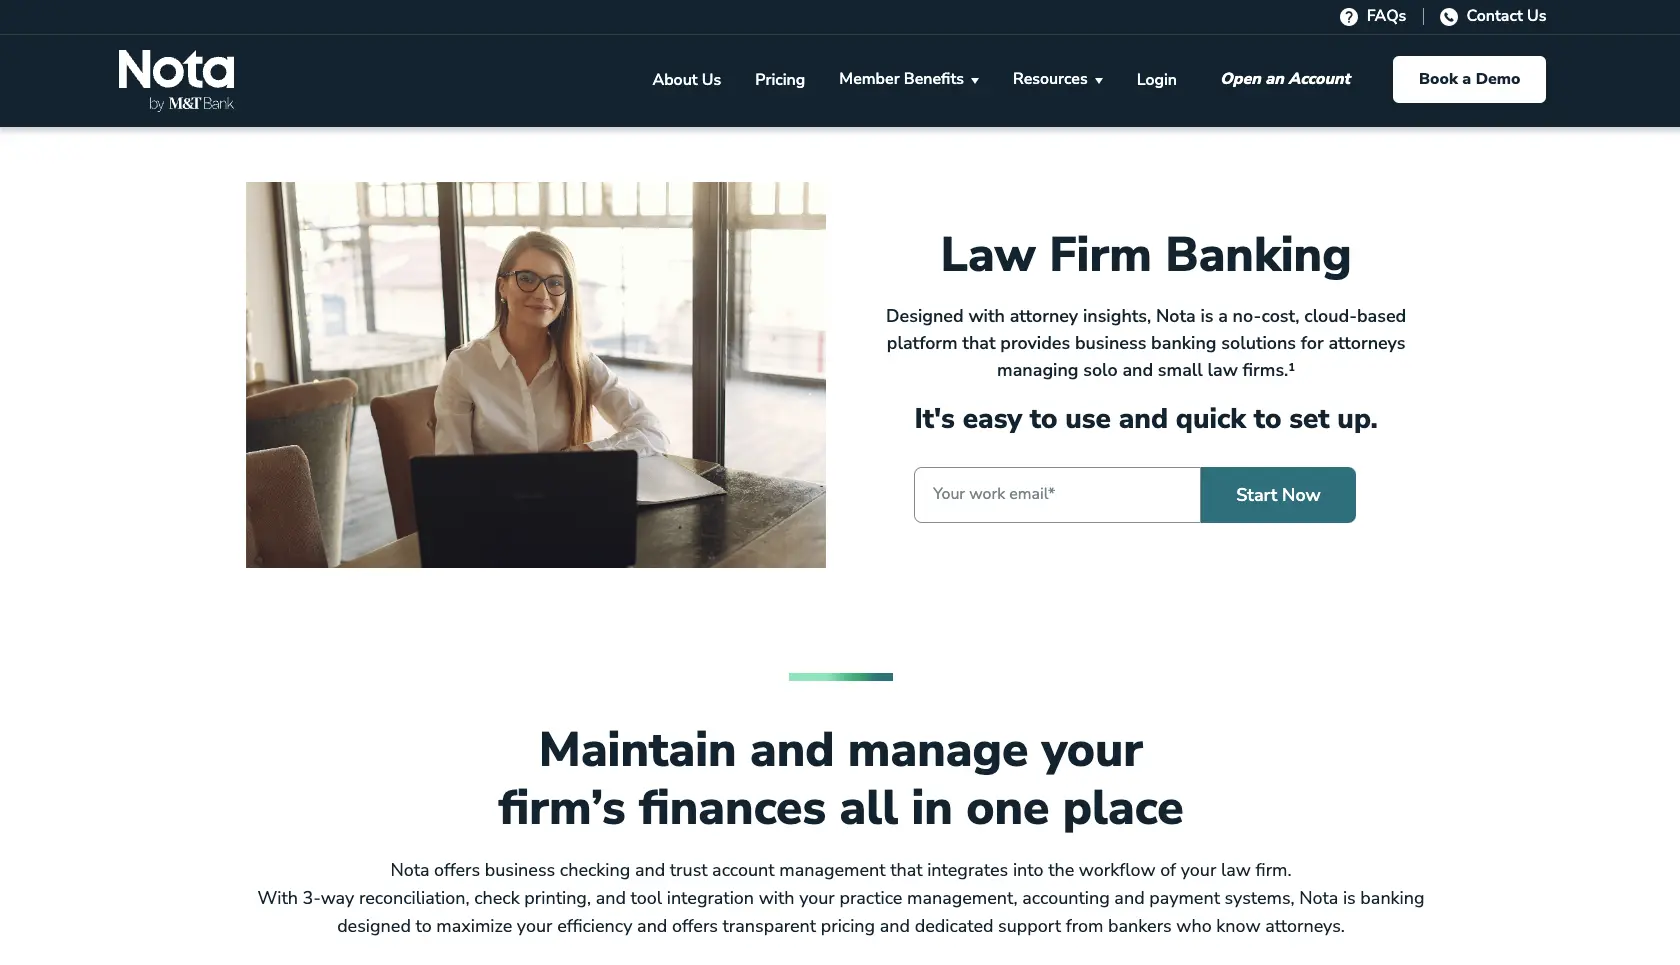 FAQs
Contact Us
Nota
by M&T Bank
About Us
Pricing
Member Benefits
Resources
Login
Open an Account
Book a Demo
Law Firm Banking
Designed with attorney insights, Nota is a no-cost, cloud-based
platform that provides business banking solutions for attorneys
managing solo and small law firms.¹
It's easy to use and quick to set up.
Your work email*
Start Now
Maintain and manage your
firm’s finances all in one place
Nota offers business checking and trust account management that integrates into the workflow of your law firm.
With 3-way reconciliation, check printing, and tool integration with your practice management, accounting and payment systems, Nota is banking
designed to maximize your efficiency and offers transparent pricing and dedicated support from bankers who know attorneys.